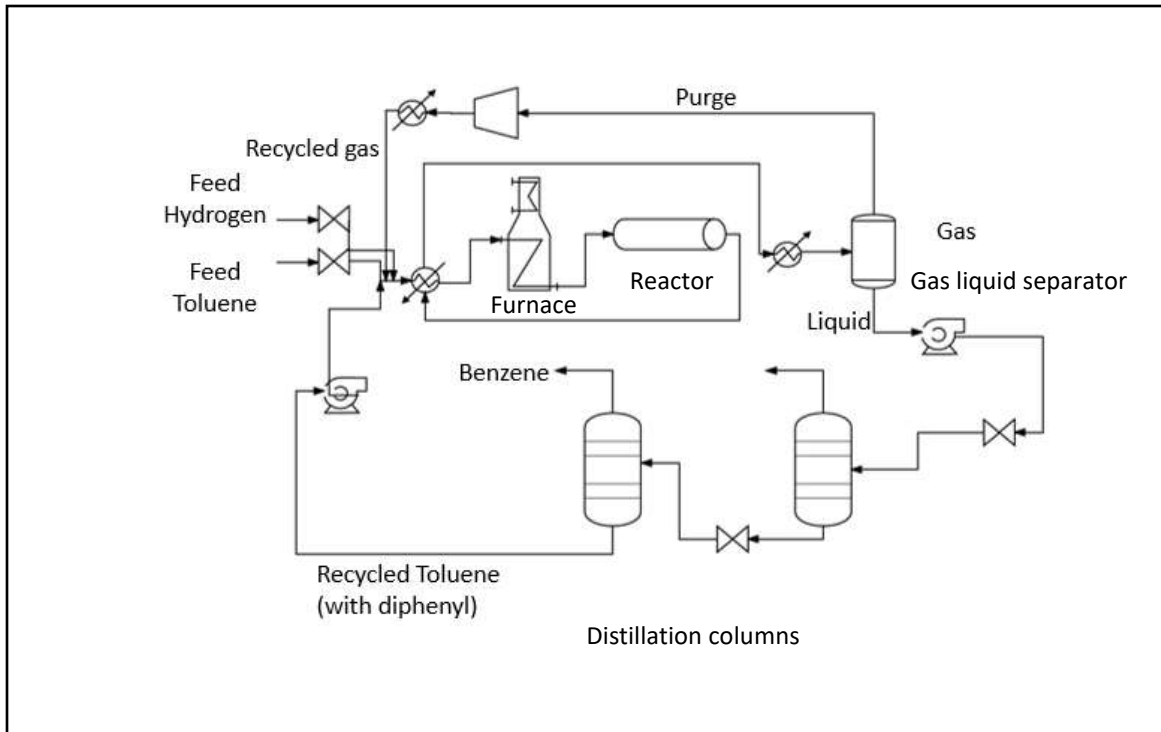 Purge
Recycled gas
Feed
Hydrogen
Feed
Toluene
Gas
Reactor
Gas liquid separator
Furnace
Liquid
Benzene
Recycled Toluene
(with diphenyl)
Distillation columns